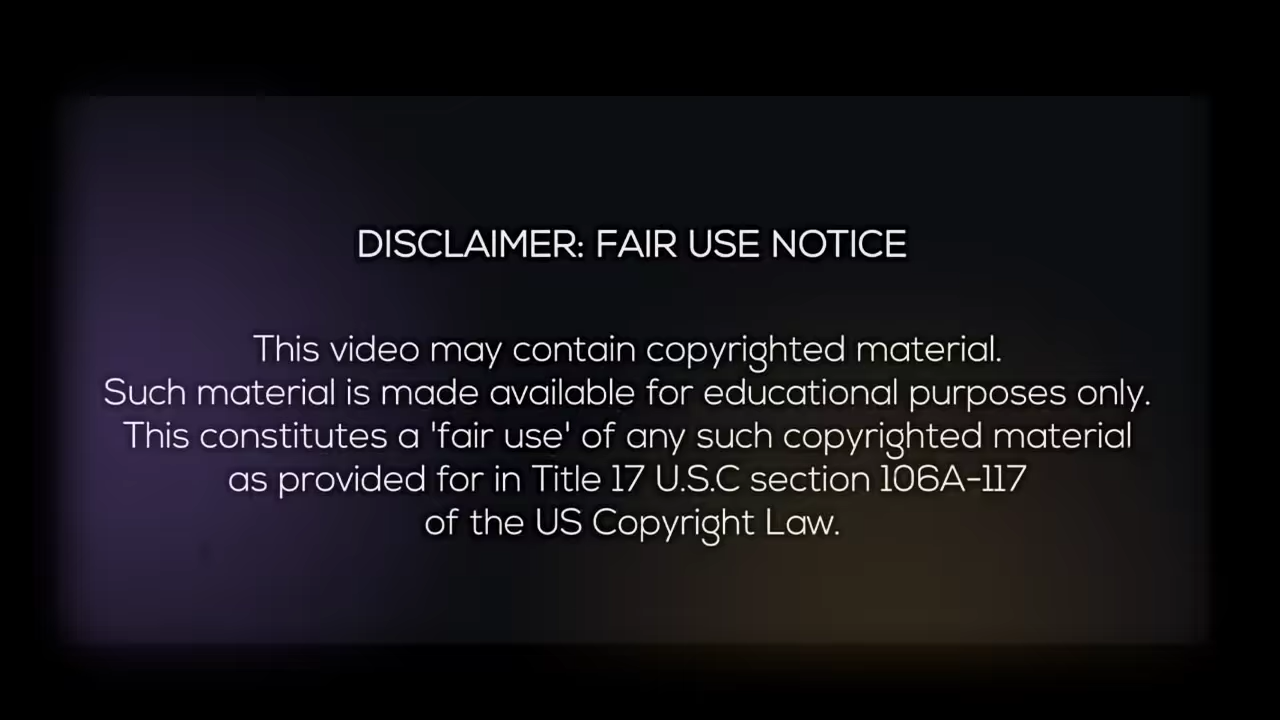 DISCLAIMER: FAIR USE NOTICE
This video may contain copyrighted material.
Such material is made available for educational purposes only.
This constitutes a 'fair use' of any such copyrighted material
as provided for in Title 17 U.S.C section 106A-117
of the US Copyright Law.